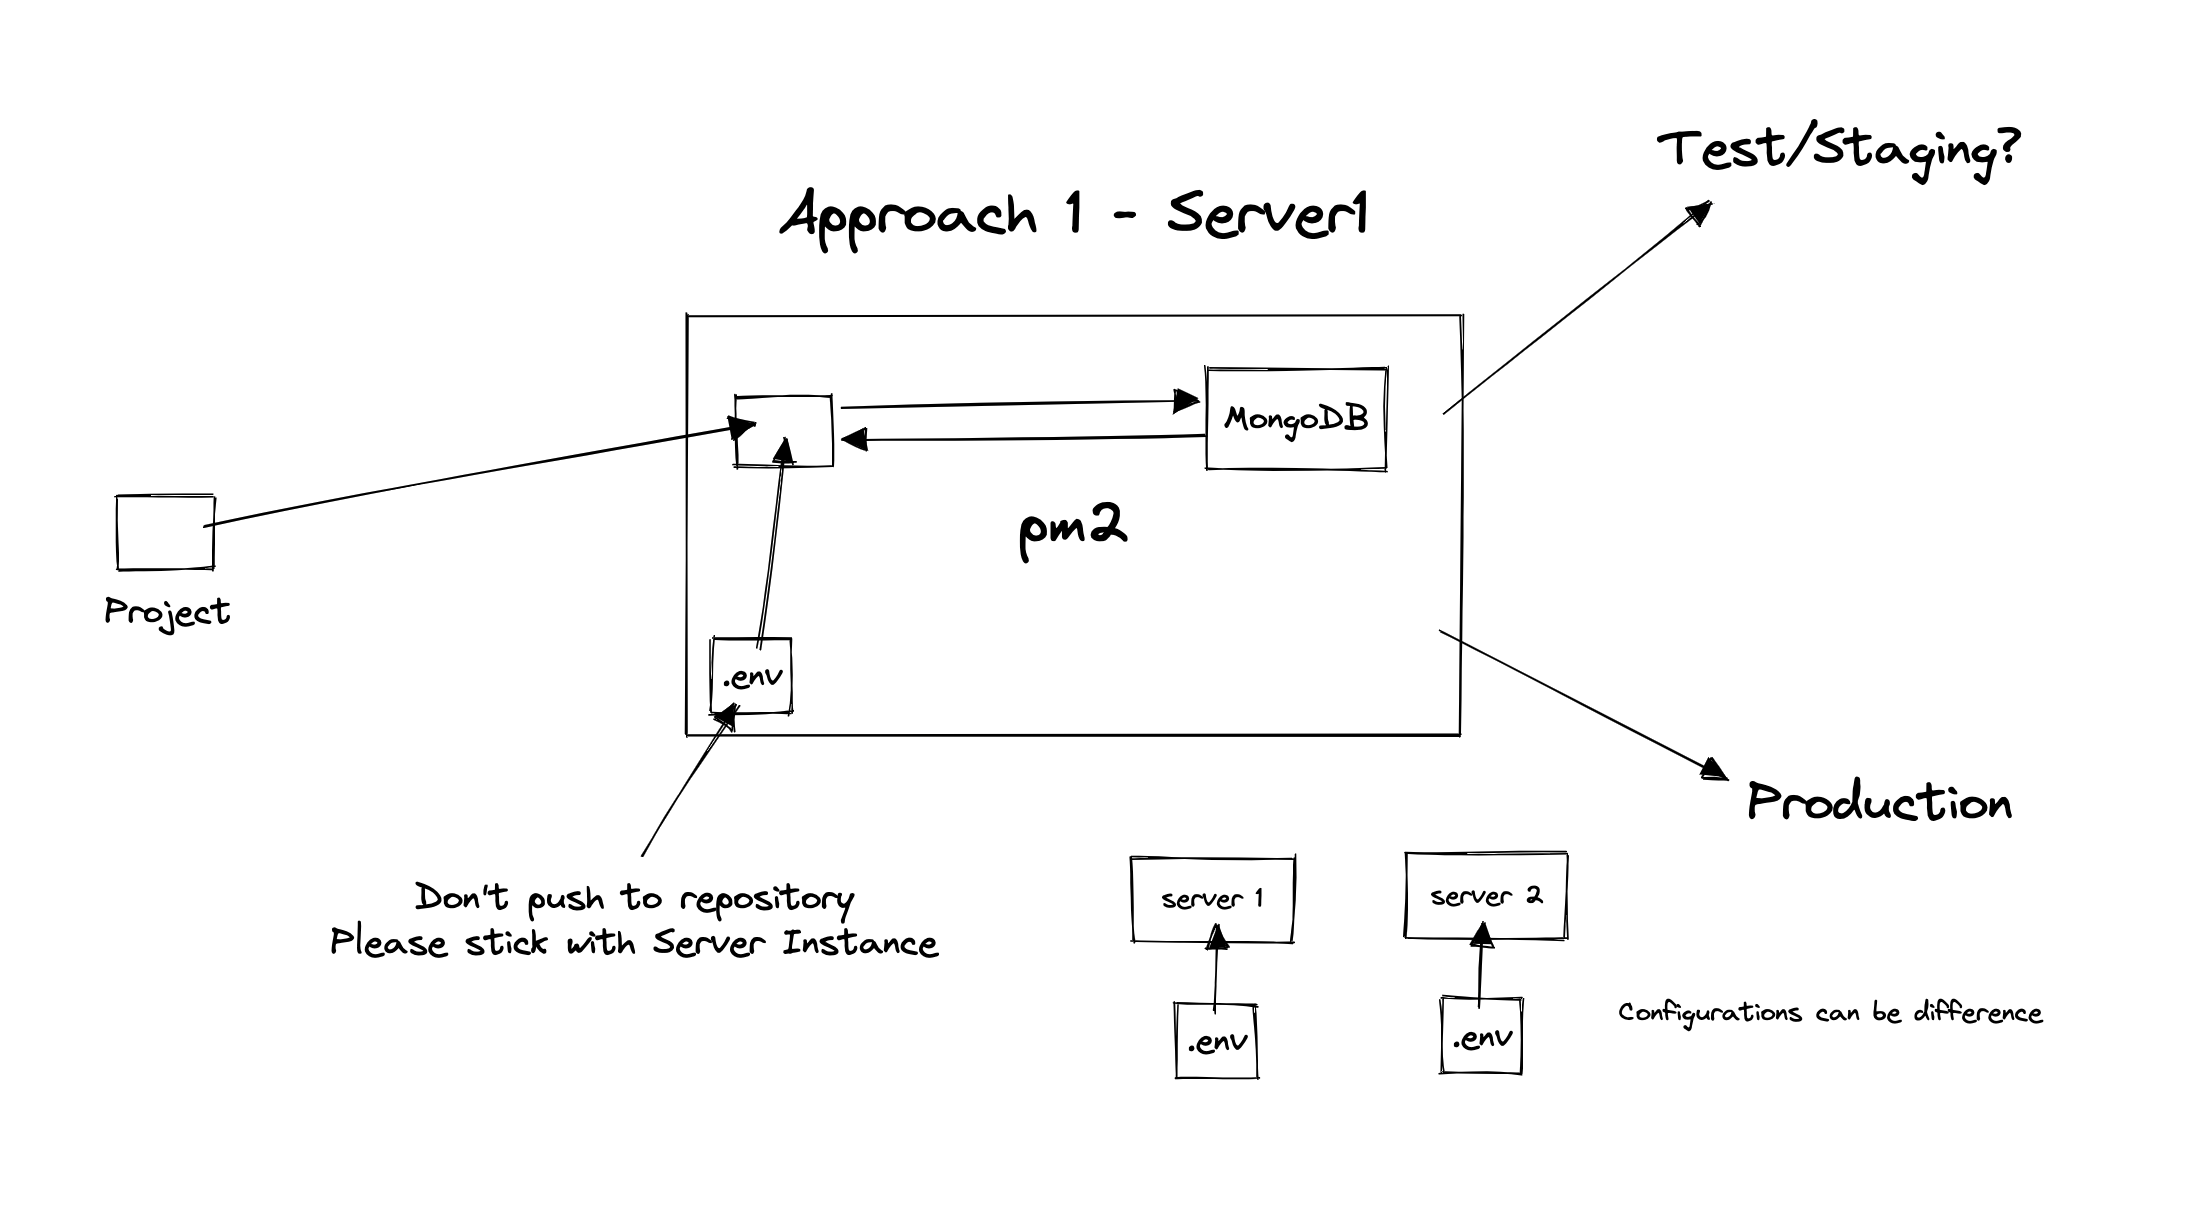 Test/Staging?
Approach 1 - Server1
MongoDB
pm2
Project
.env
Production
Don't push to repository
Please stick with Server Instance
server 1
server 2
.env
.env
Configurations can be difference